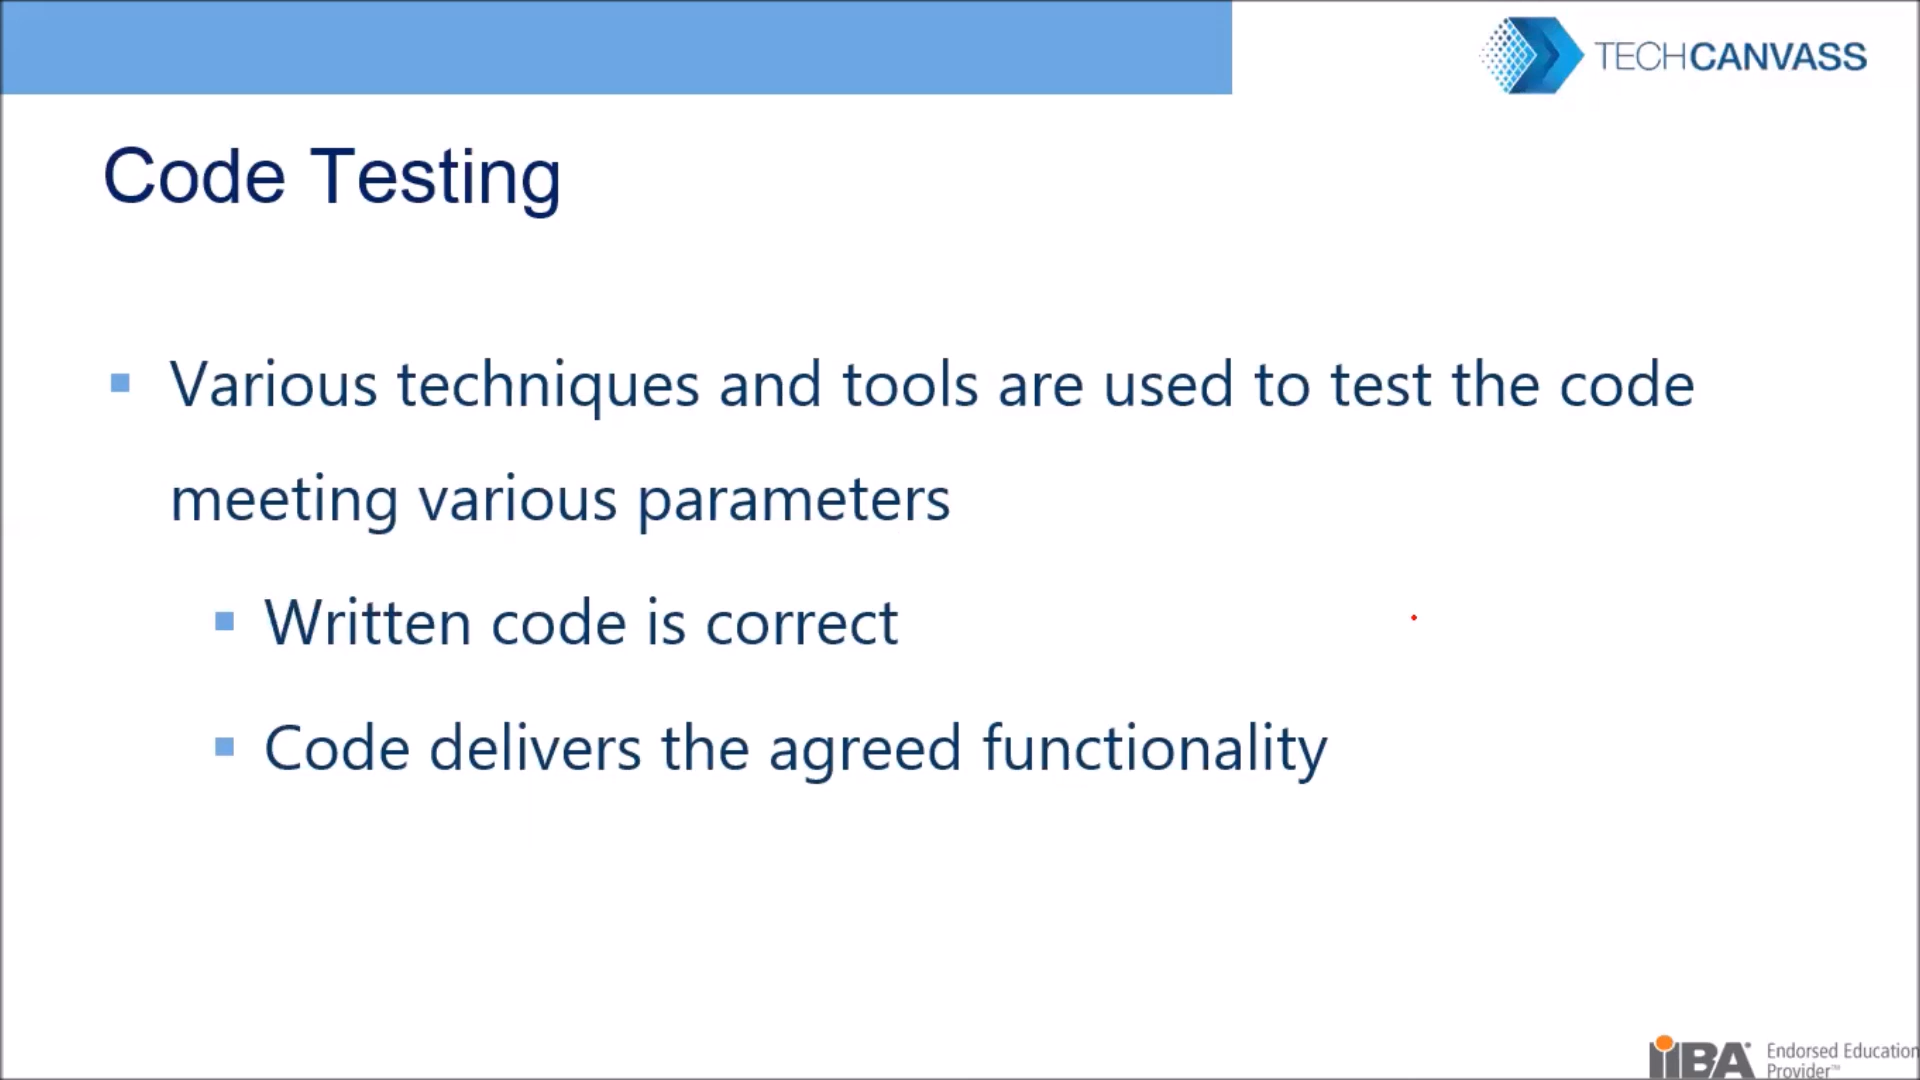 TECHCANVASS
Code Testing
Various techniques and tools are used to test the code
meeting various parameters
Written code is correct
Code delivers the agreed functionality
IIBA Endorsed Education
Provider™